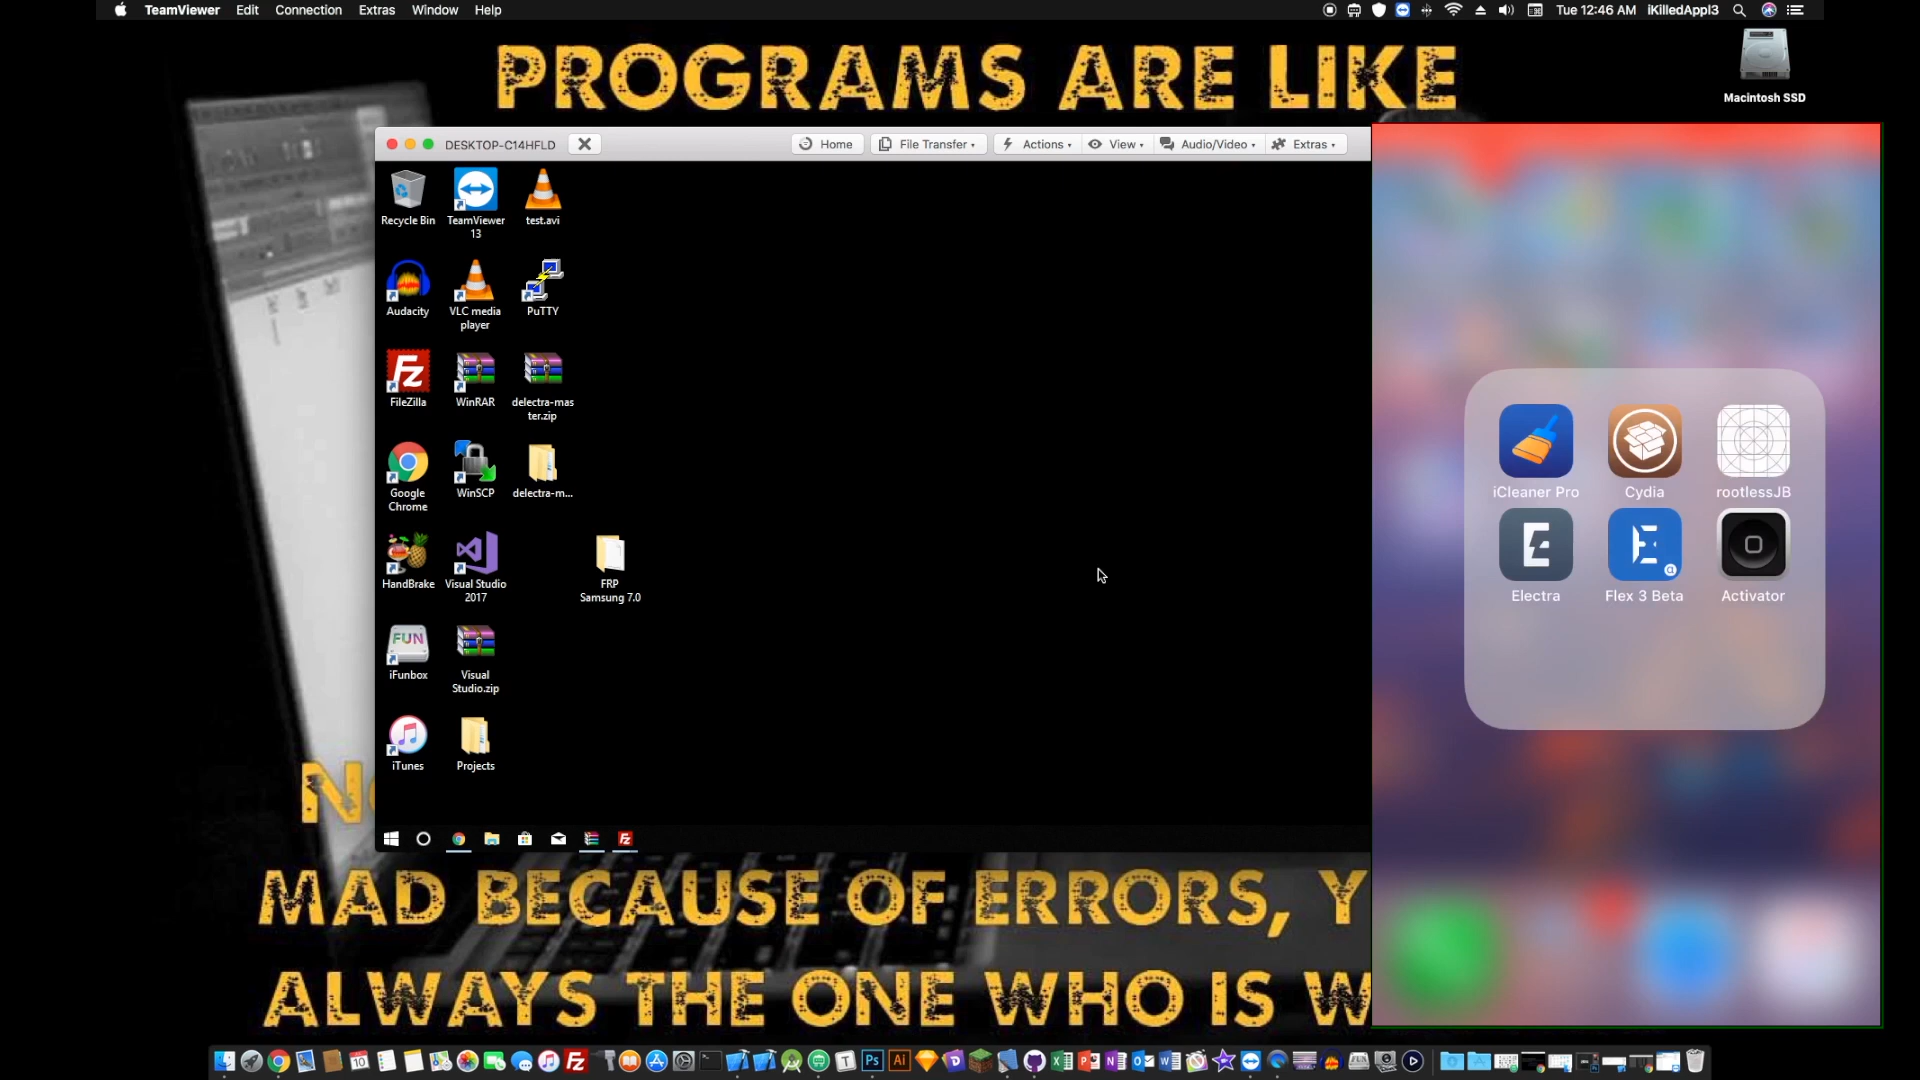 TeamViewer Edit Connection Extras Window Help
Tue 12:46 AM iKilledAppl3
PROGRAMS ARE LIKE
Macintosh SSD
DESKTOP-C14HFLD
Home File Transfer Actions View Audio/Video Extras
Recycle Bin
TeamViewer
13
test.avi
Audacity
VLC media
player
PuTTY
FileZilla
WinRAR
delectra-mas
ter.zip
Google
Chrome
WinSCP
delectra-m...
HandBrake
Visual Studio
2017
FRP
Samsung 7.0
FUN
iFunbox
Visual
Studio.zip
iTunes
Projects
iCleaner Pro
Cydia
rootlessJB
Electra
Flex 3 Beta
Activator
MAD BECAUSE OF ERRORS, Y
ALWAYS THE ONE WHO IS W